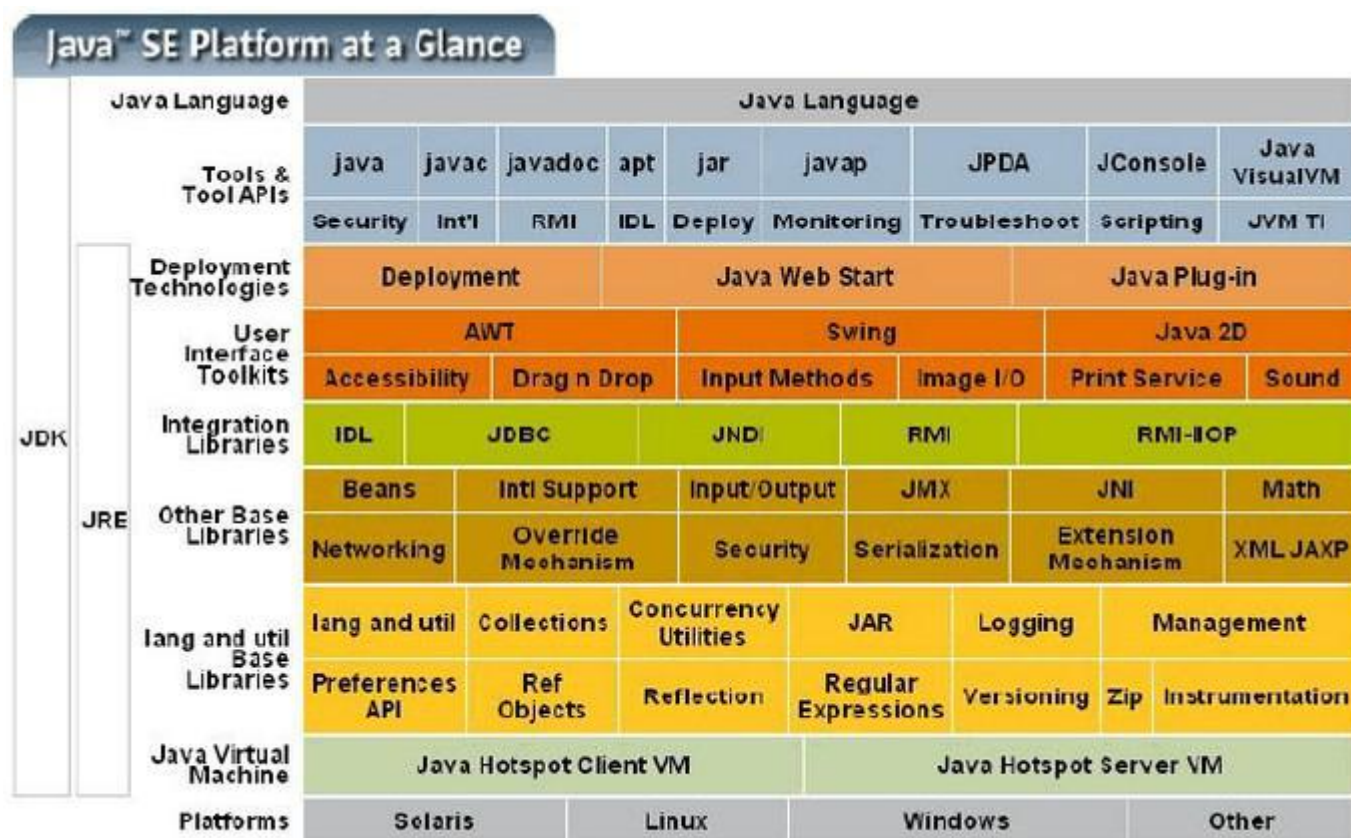 Java™ SE Platform at a Glance
Java Language
Java Language
Tools &
Tool APIs
java javac javadoc apt jar javap JPDA JConsole Java
VisualVM
Security Int'l RMI IDL Deploy Monitoring Troubleshoot Scripting JVM TI
Deployment
Technologies
Deployment Java Web Start Java Plug-in
User
Interface
Toolkits
AWT Swing Java 2D
Accessibility Drag n Drop Input Methods Image I/O Print Service Sound
JDK
Integration
Libraries
IDL JDBC JNDI RMI RMI-IIOP
JRE
Other Base
Libraries
Beans Intl Support Input/Output JMX JNI Math
Networking Override
Mechanism Security Serialization Extension
Mechanism XML JAXP
lang and util
Base
Libraries
lang and util Collections Concurrency
Utilities JAR Logging Management
Preferences
API Ref
Objects Reflection Regular
Expressions Versioning Zip Instrumentation
Java Virtual
Machine
Java Hotspot Client VM Java Hotspot Server VM
Platforms
Solaris Linux Windows Other